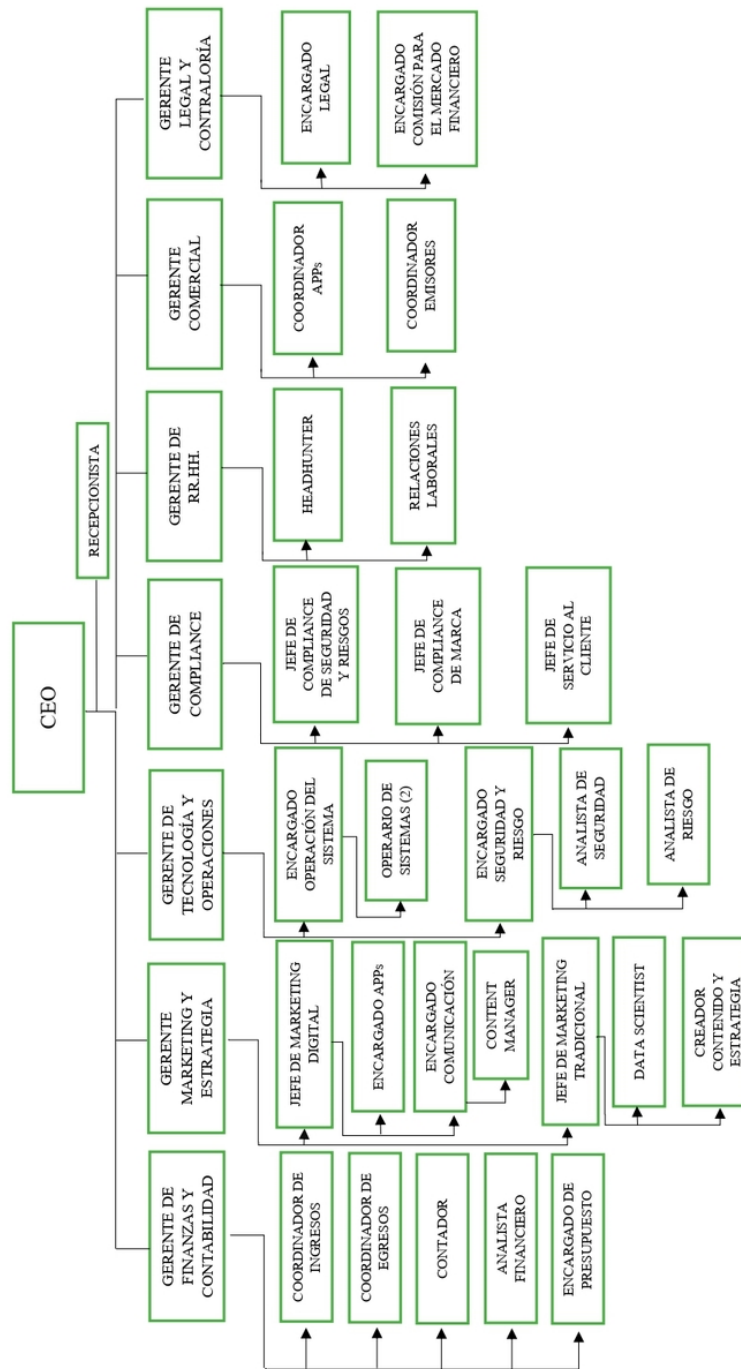 CEO
RECEPCIONISTA
GERENTE DE
FINANZAS Y
CONTABILIDAD
COORDINADOR DE
INGRESOS
COORDINADOR DE
EGRESOS
CONTADOR
ANALISTA
FINANCIERO
ENCARGADO DE
PRESUPUESTO
GERENTE
MARKETING Y
ESTRATEGIA
JEFE DE MARKETING
DIGITAL
ENCARGADO APPs
ENCARGADO
COMUNICACIÓN
CONTENT
MANAGER
JEFE DE MARKETING
TRADICIONAL
DATA SCIENTIST
CREADOR
CONTENIDO Y
ESTRATEGIA
GERENTE DE
TECNOLOGÍA Y
OPERACIONES
ENCARGADO
OPERACIÓN DEL
SISTEMA
OPERARIO DE
SISTEMAS (2)
ENCARGADO
SEGURIDAD Y
RIESGO
ANALISTA DE
SEGURIDAD
ANALISTA DE
RIESGO
GERENTE DE
COMPLIANCE
JEFE DE
COMPLIANCE
DE SEGURIDAD
Y RIESGOS
JEFE DE
COMPLIANCE
DE MARCA
JEFE DE
SERVICIO AL
CLIENTE
GERENTE DE
RR.HH.
HEADHUNTER
RELACIONES
LABORALES
GERENTE
COMERCIAL
COORDINADOR
APPs
COORDINADOR
EMISORES
GERENTE
LEGAL Y
CONTRALORÍA
ENCARGADO
LEGAL
ENCARGADO
COMISIÓN PARA
EL MERCADO
FINANCIERO